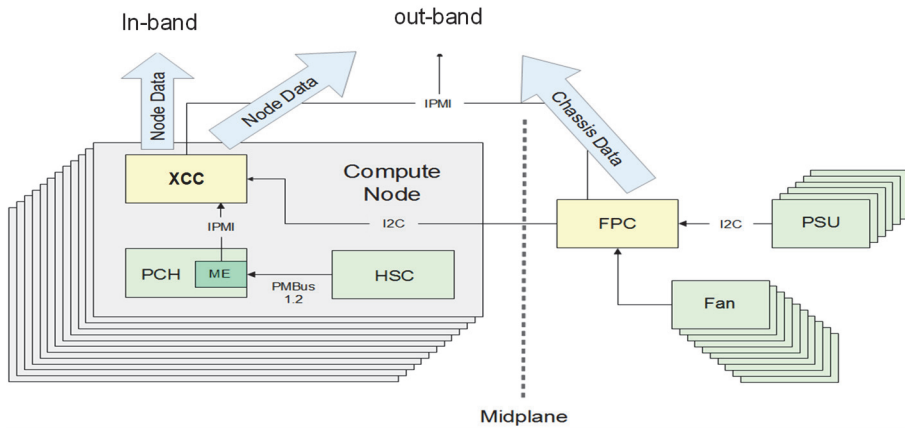 In-band
out-band
Node Data
Node Data
IPMI
Chassis Data
XCC
Compute
Node
IPMI
I2C
FPC
I2C
PSU
PCH
ME
PMBus
1.2
HSC
Fan
Midplane